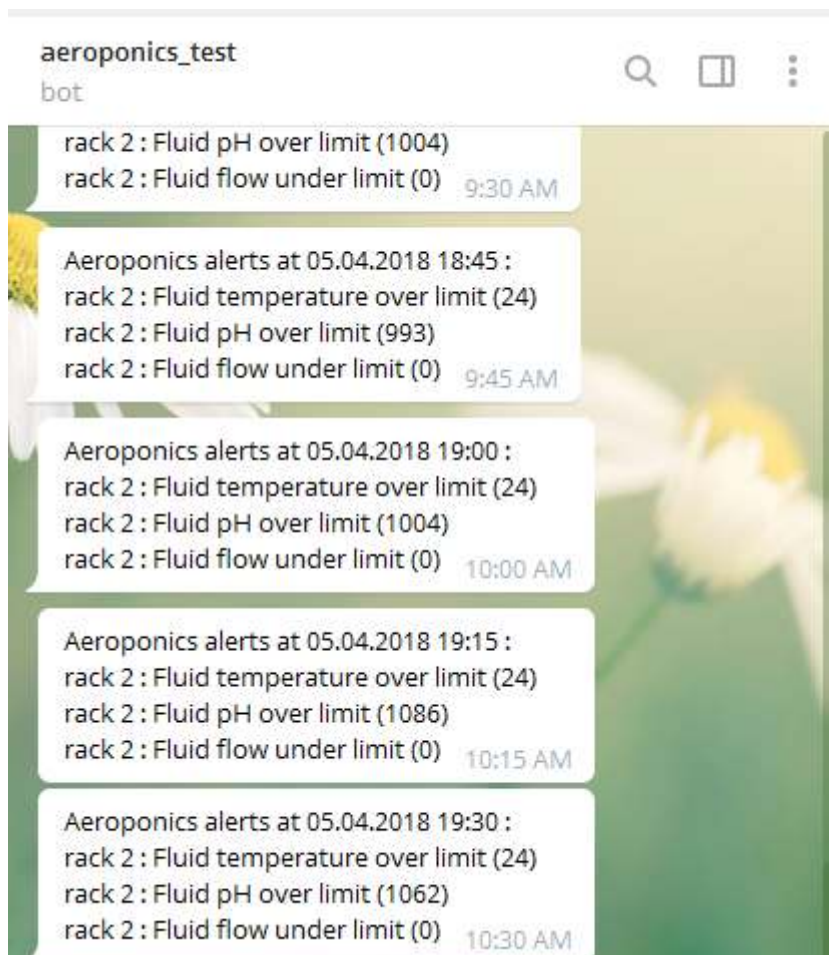 aeroponics_test
bot
rack 2 : Fluid pH over limit (1004)
rack 2 : Fluid flow under limit (0) 9:30 AM
Aeroponics alerts at 05.04.2018 18:45 :
rack 2 : Fluid temperature over limit (24)
rack 2 : Fluid pH over limit (993)
rack 2 : Fluid flow under limit (0) 9:45 AM
Aeroponics alerts at 05.04.2018 19:00 :
rack 2 : Fluid temperature over limit (24)
rack 2 : Fluid pH over limit (1004)
rack 2 : Fluid flow under limit (0) 10:00 AM
Aeroponics alerts at 05.04.2018 19:15 :
rack 2 : Fluid temperature over limit (24)
rack 2 : Fluid pH over limit (1086)
rack 2 : Fluid flow under limit (0) 10:15 AM
Aeroponics alerts at 05.04.2018 19:30 :
rack 2 : Fluid temperature over limit (24)
rack 2 : Fluid pH over limit (1062)
rack 2 : Fluid flow under limit (0) 10:30 AM